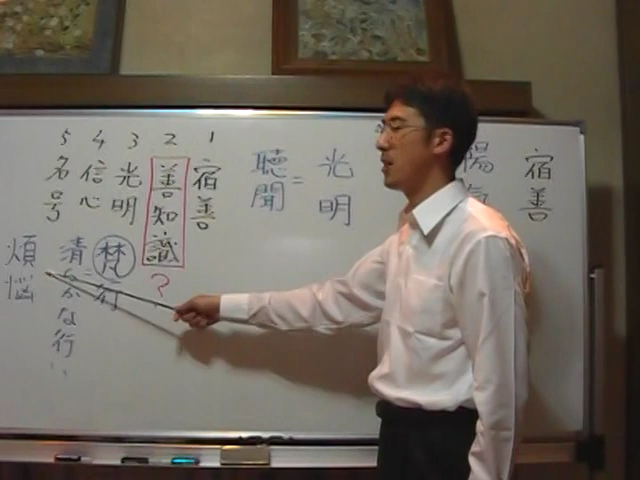 宿善
光明
聴聞=
1 宿善
2 善知識?
3 光明
4 信心
5 名号
梵行
=
清らかな行い
煩悩